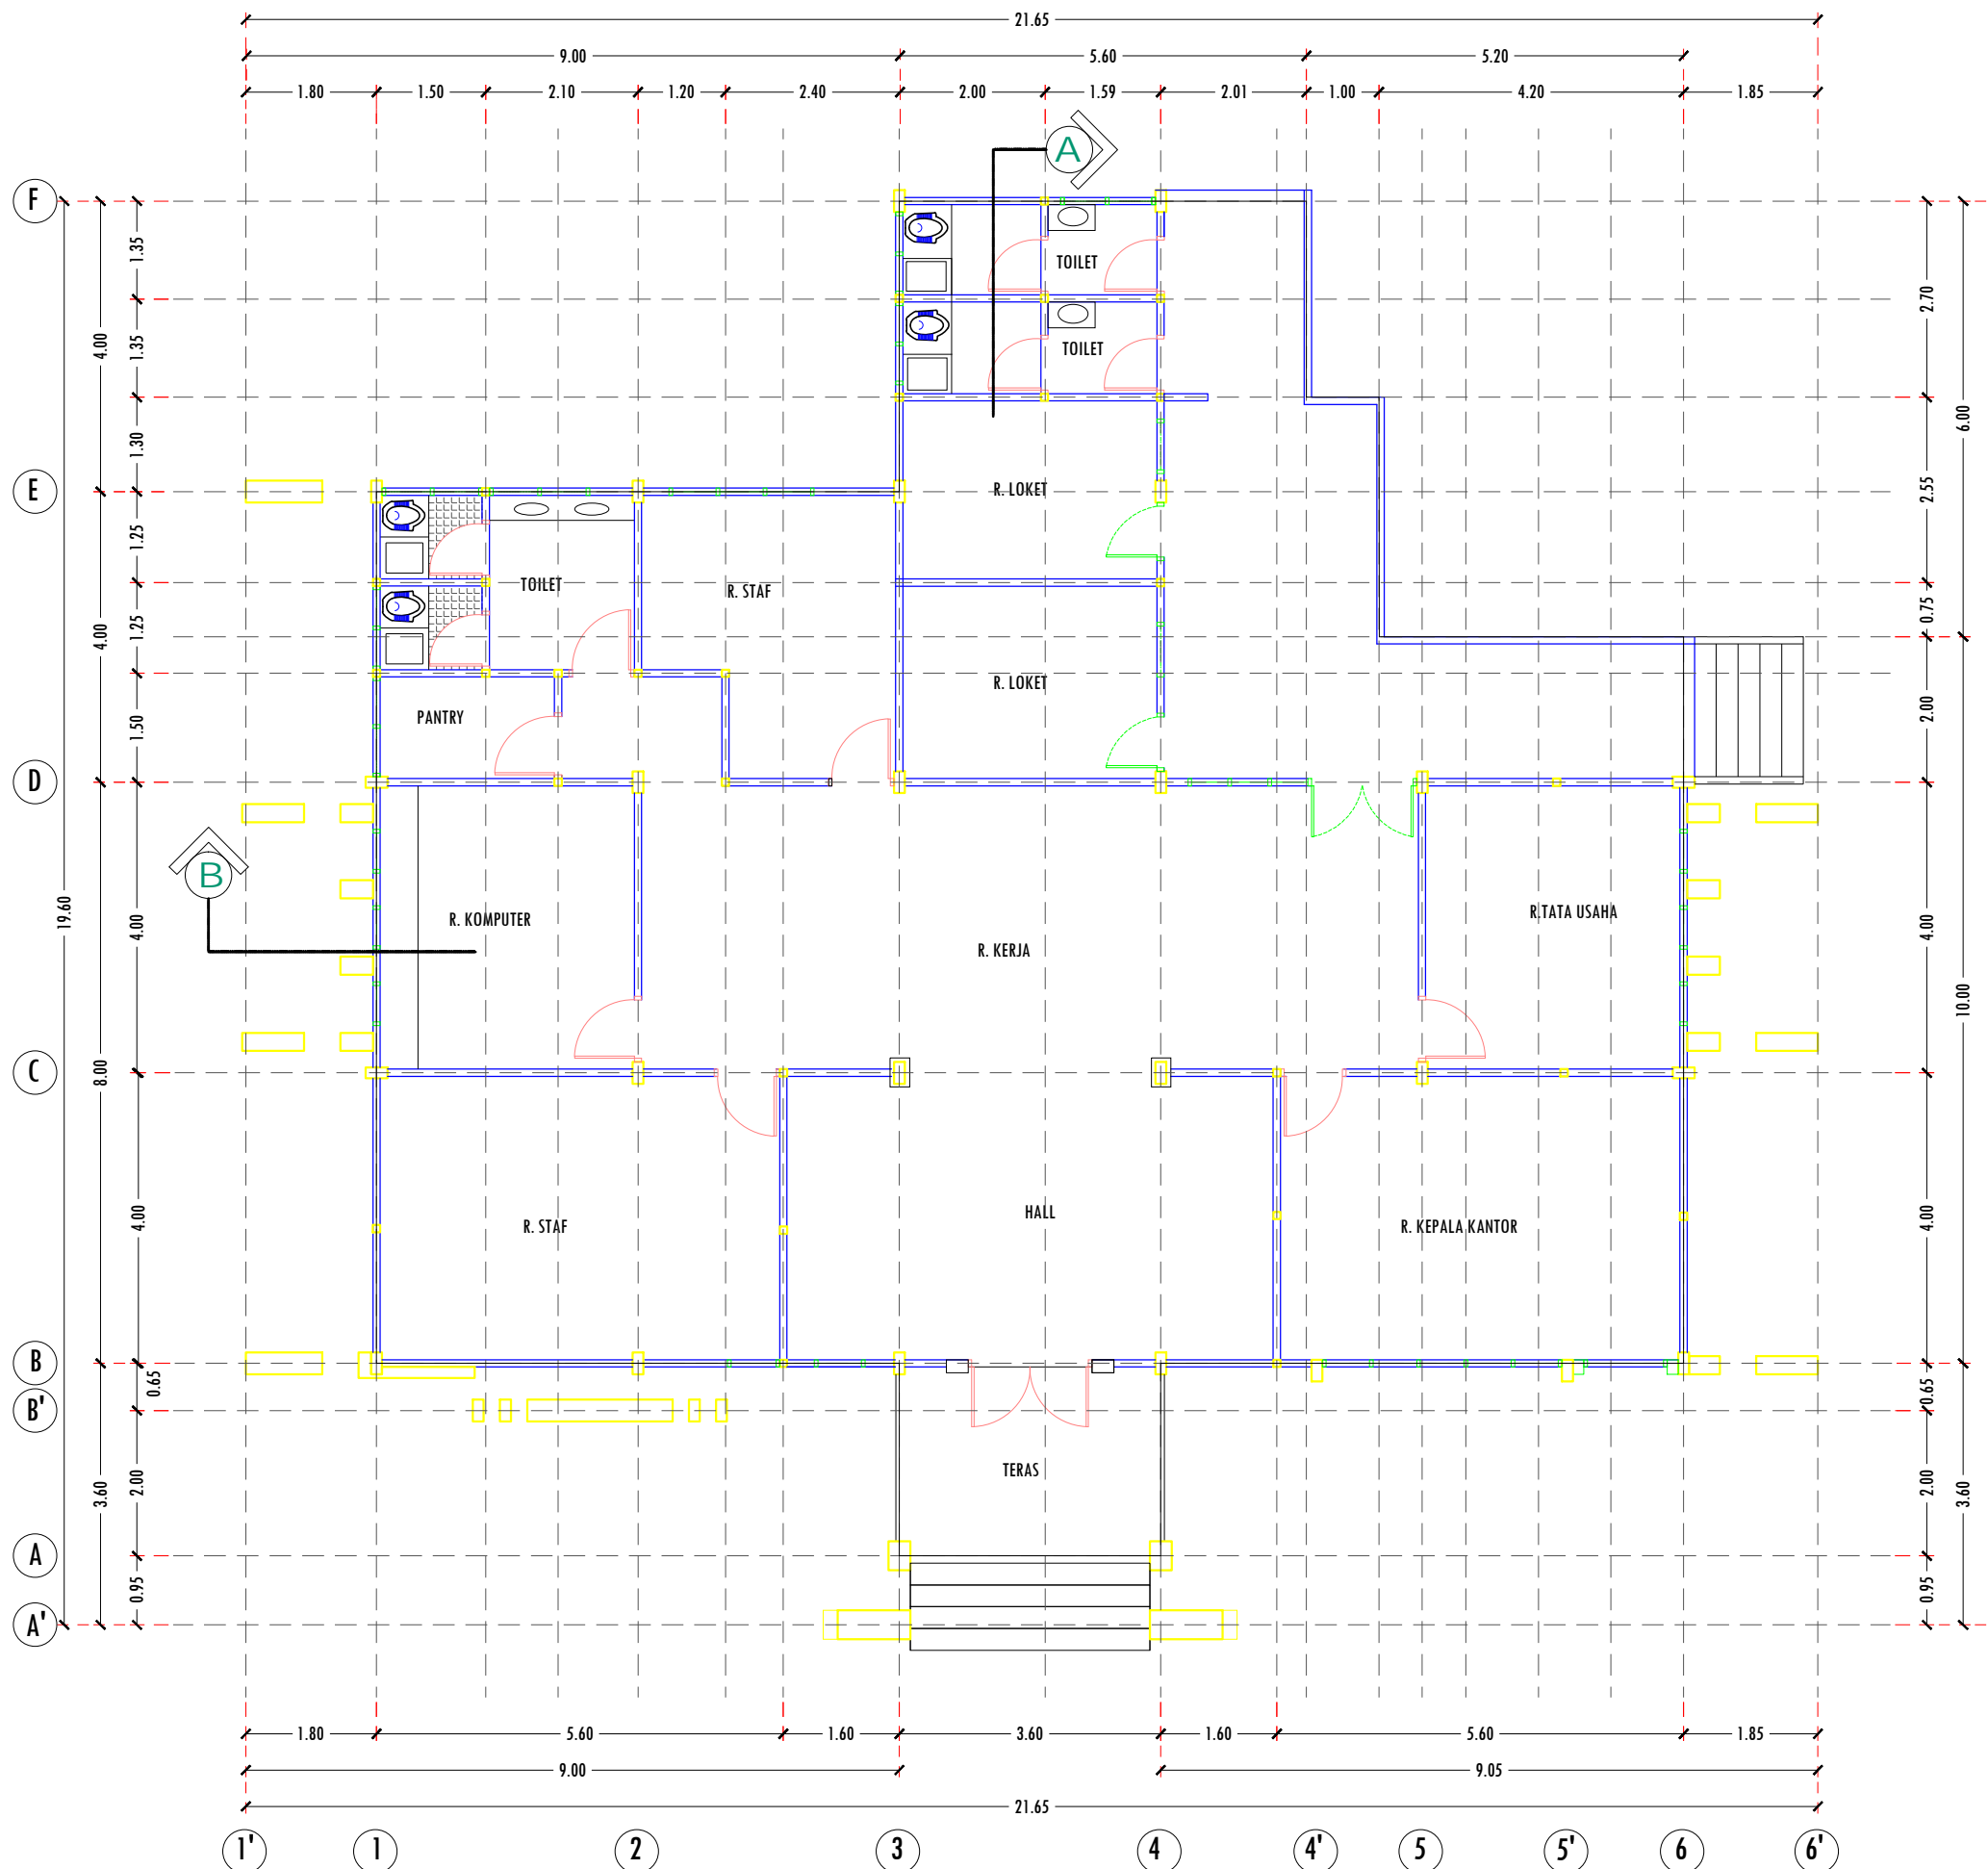 21.65
9.00 5.60 5.20
1.80 1.50 2.10 1.20 2.40 2.00 1.59 2.01 1.00 4.20 1.85
A
F
1.35
2.70
TOILET
4.00
1.35
TOILET
6.00
1.30
E
R. LOKET
2.55
1.25
TOILET
R. STAF
4.00
1.25
0.75
R. LOKET
PANTRY
1.50
2.00
D
B
19.60
4.00
R. KOMPUTER
R. KERJA
R.TATA USAHA
4.00
10.00
C
8.00
4.00
R. STAF
HALL
R. KEPALA KANTOR
4.00
B
0.65
0.65
B'
TERAS
3.60
2.00
2.00
3.60
A
0.95
0.95
A'
1.80 5.60 1.60 3.60 1.60 5.60 1.85
9.00 9.05
21.65
1' 1 2 3 4 4' 5 5' 6 6'